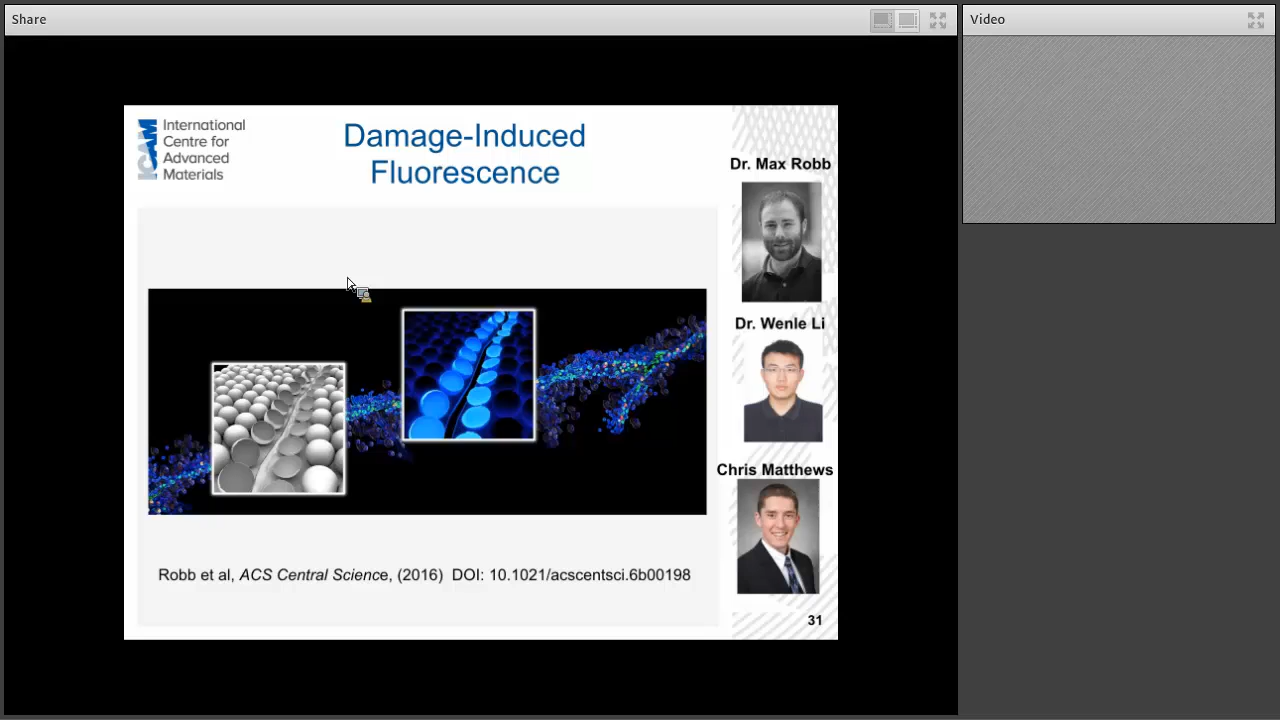 Share
Video
International
Centre for
Advanced
Materials
ICAM
Damage-Induced
Fluorescence
Dr. Max Robb
Dr. Wenle Li
Chris Matthews
Robb et al, ACS Central Science, (2016) DOI: 10.1021/acscentsci.6b00198
31